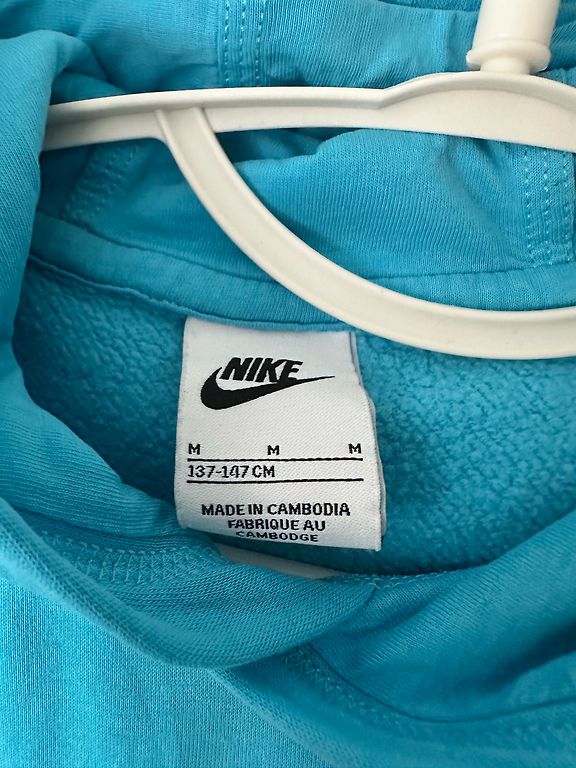 NIKE
M M M
137-147 CM
MADE IN CAMBODIA
FABRIQUE AU
CAMBODGE